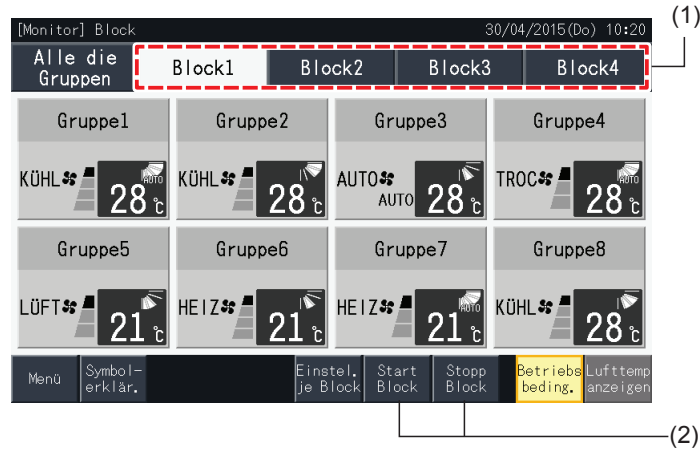 (1)
[Monitor] Block 30/04/2015(Do) 10:20
Alle die
Gruppen
Block1 Block2 Block3 Block4
Gruppe1 Gruppe2 Gruppe3 Gruppe4
KÜHL AUTO 28 °C KÜHL 28 °C AUTO AUTO 28 °C TROC AUTO 28 °C
Gruppe5 Gruppe6 Gruppe7 Gruppe8
LÜFT 21 °C HEIZ 21 °C HEIZ AUTO 21 °C KÜHL 28 °C
Menü
Symbol-
erklär.
Einstel.
je Block
Start
Block
Stopp
Block
Betriebs
beding.
Lufttemp
anzeigen
(2)